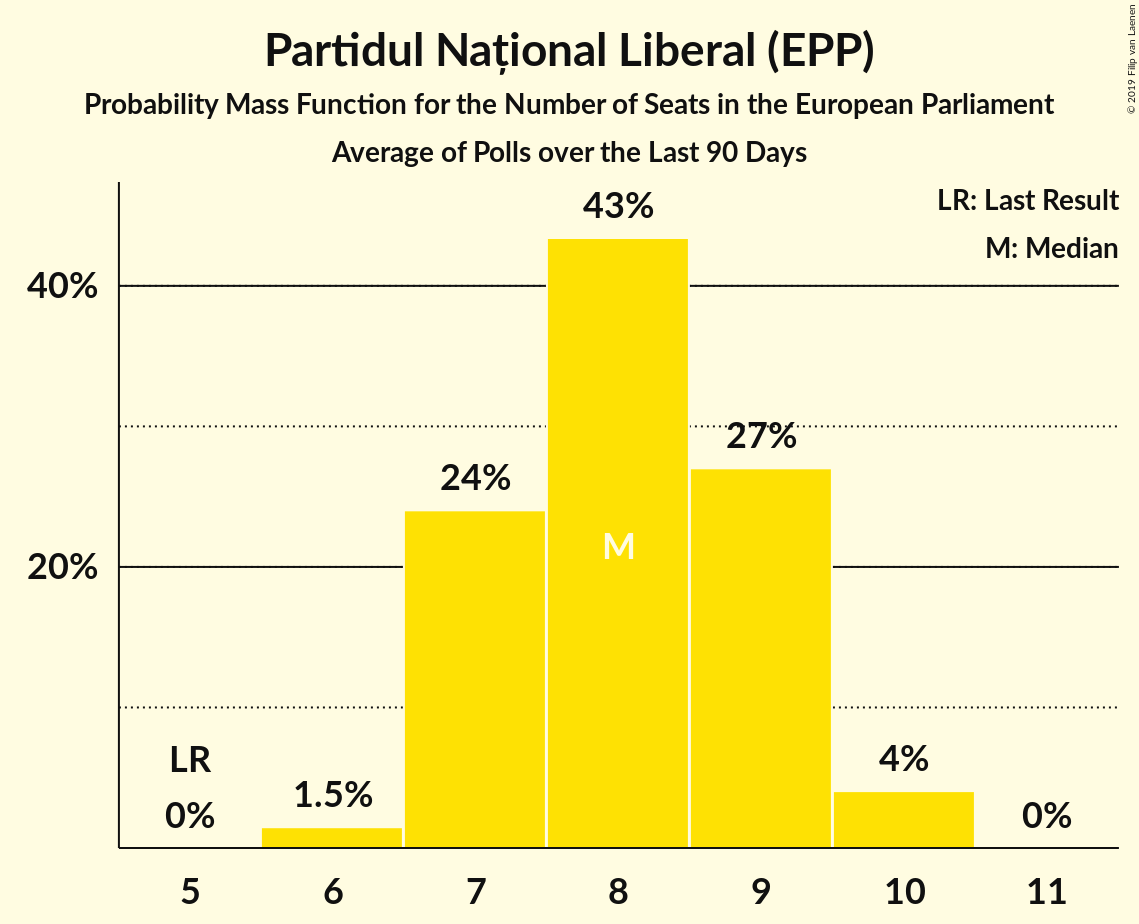 Partidul Național Liberal (EPP)
Probability Mass Function for the Number of Seats in the European Parliament
Average of Polls over the Last 90 Days
© 2019 Filip van Laenen
LR: Last Result
M: Median
43%
40%
27%
24%
M
20%
LR
4%
1.5%
0%
0%
5 6 7 8 9 10 11